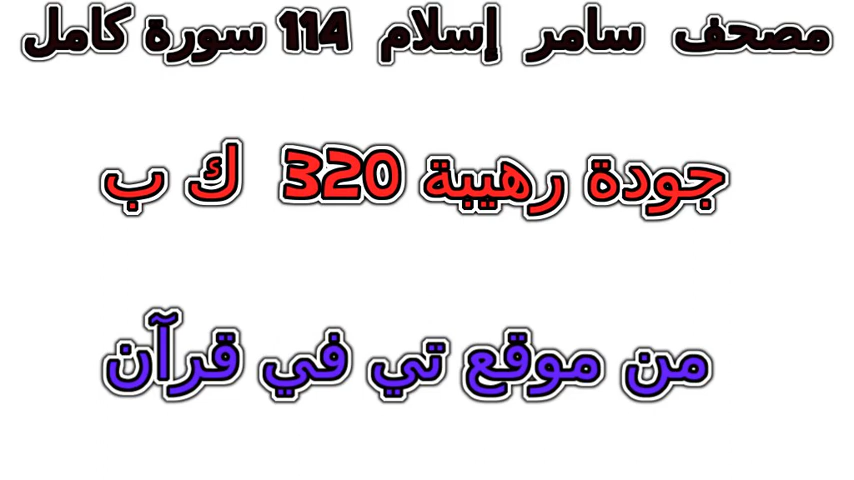 مصحف سامر إسلام 114 سورة كامل
جودة رهيبة 320 ك ب
من موقع تي في قرآن